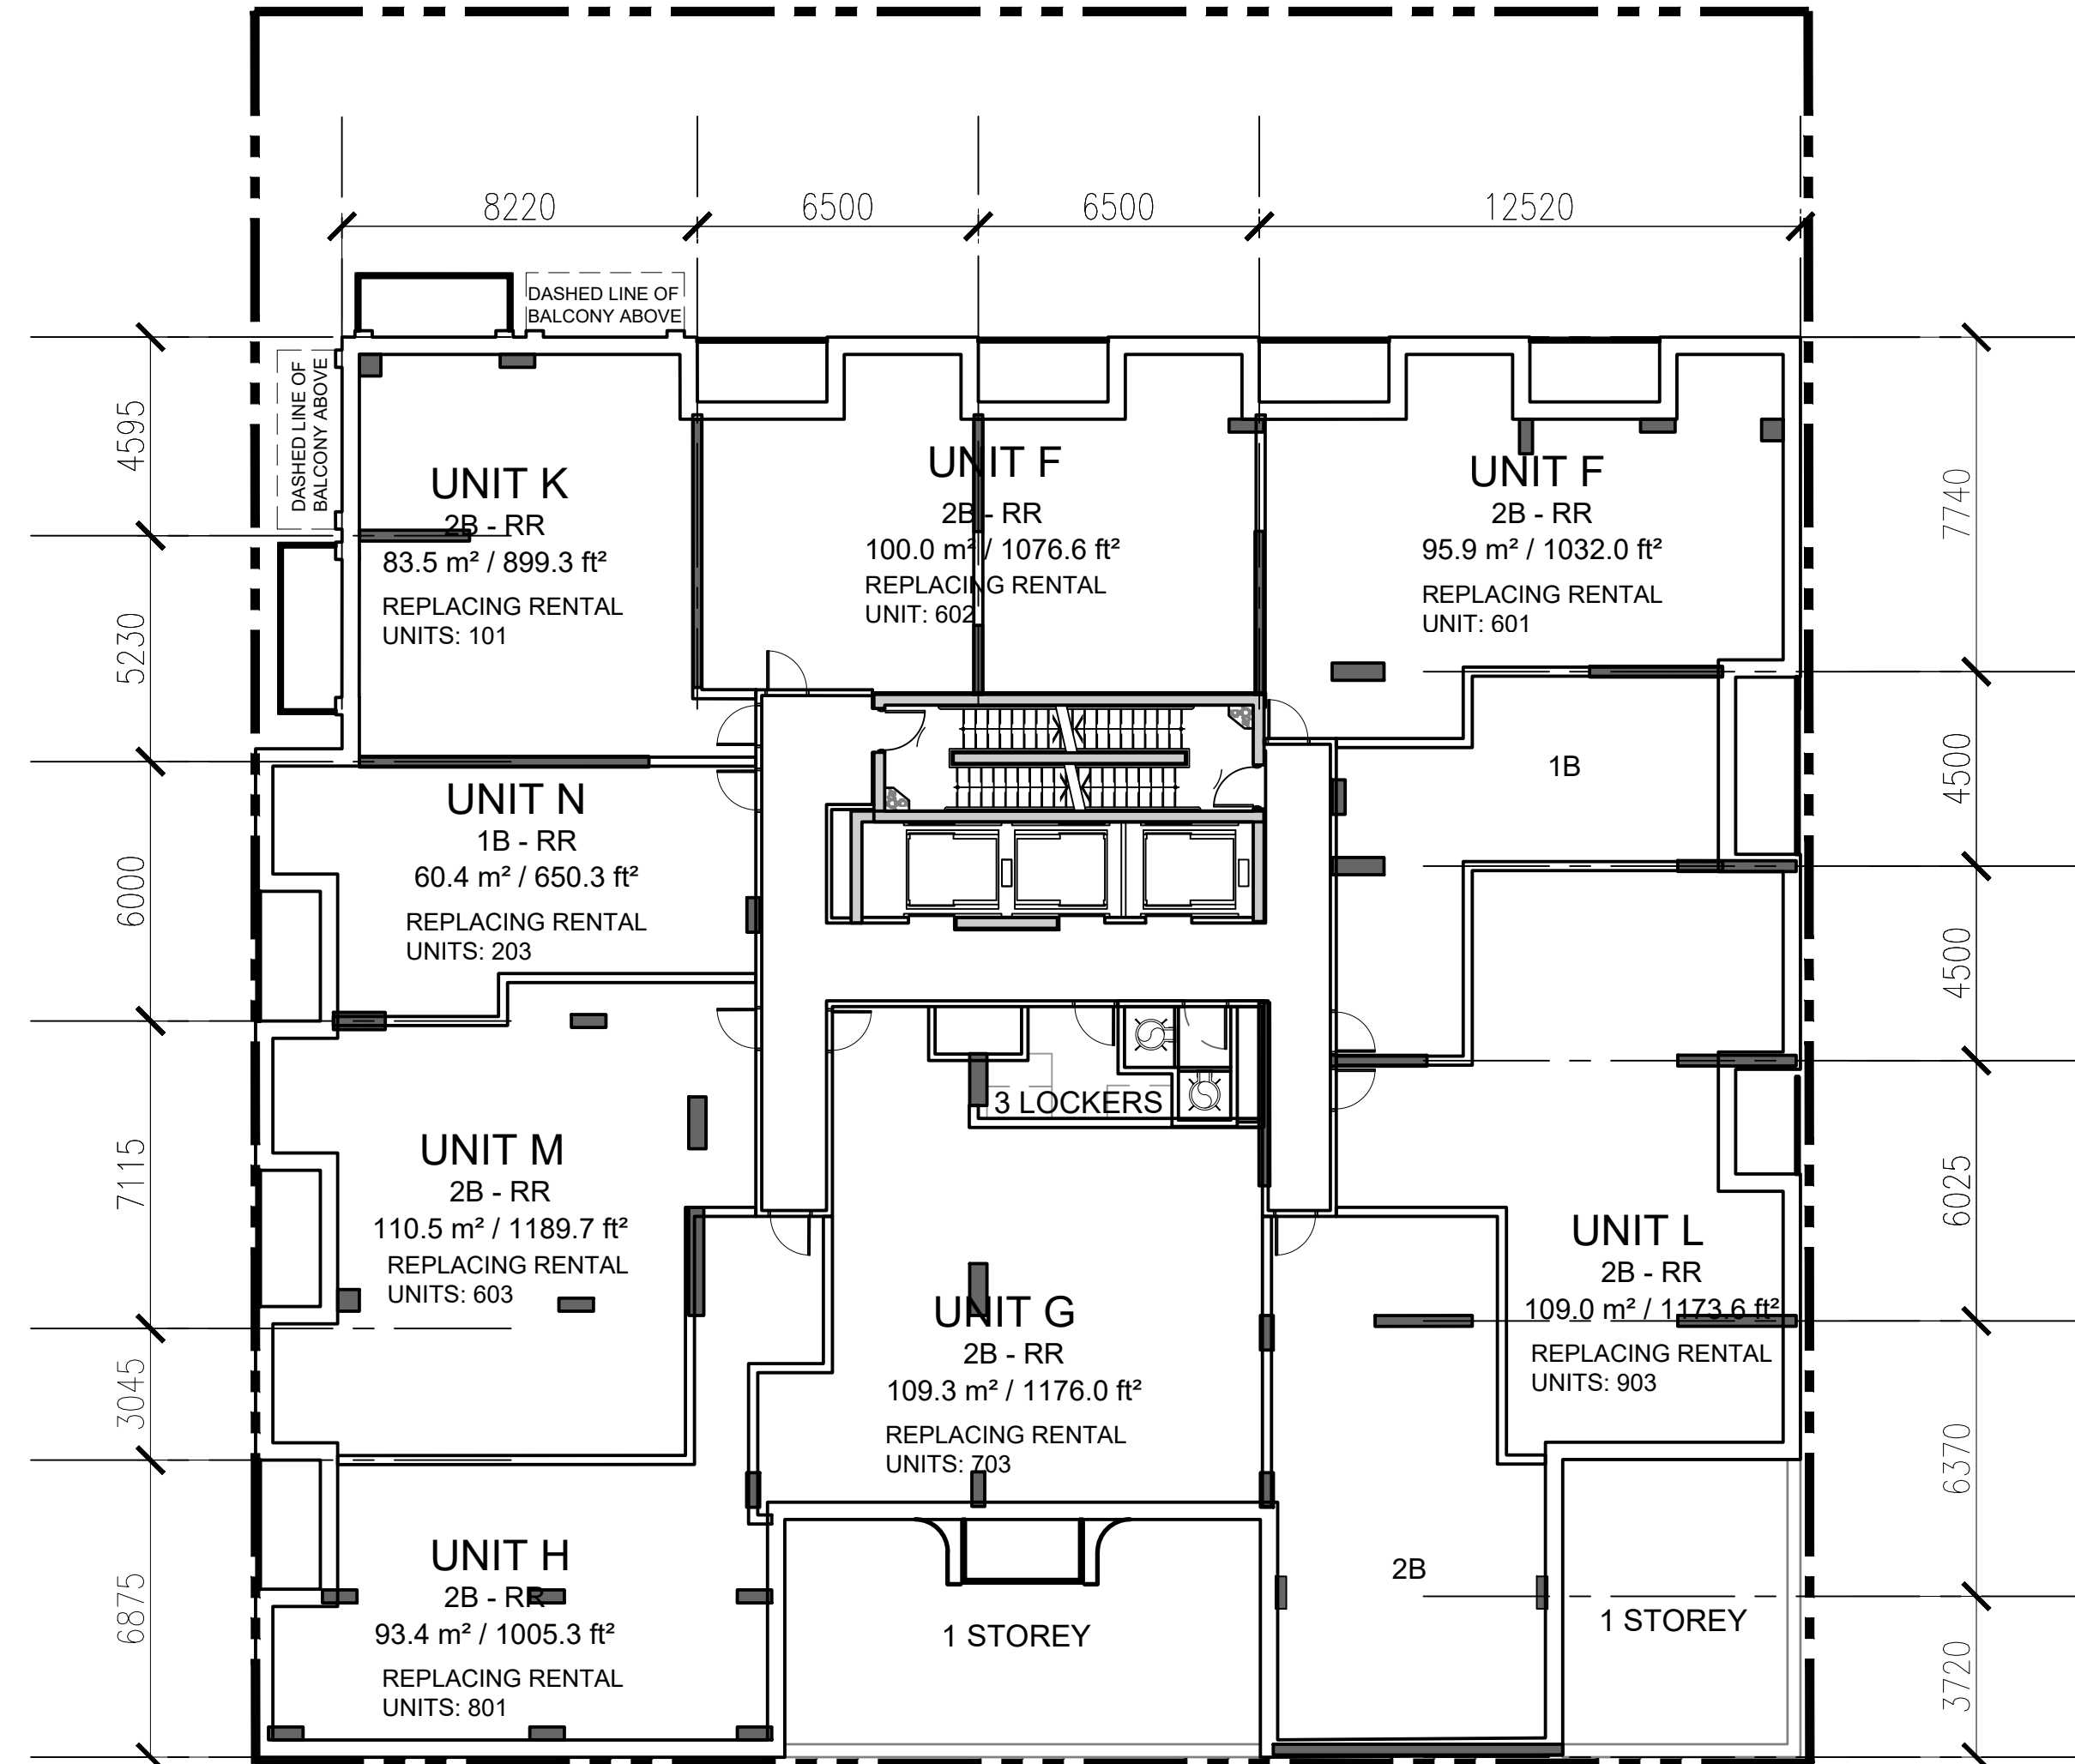 8220
6500
6500
12520
DASHED LINE OF
BALCONY ABOVE
DASHED LINE OF
BALCONY ABOVE
4595
5230
6000
7115
3045
6875
7740
4500
4500
6025
6370
3720
UNIT K
2B - RR
83.5 m² / 899.3 ft²
REPLACING RENTAL
UNITS: 101
UNIT F
2B - RR
100.0 m² / 1076.6 ft²
REPLACING RENTAL
UNIT: 602
UNIT F
2B - RR
95.9 m² / 1032.0 ft²
REPLACING RENTAL
UNIT: 601
1B
UNIT N
1B - RR
60.4 m² / 650.3 ft²
REPLACING RENTAL
UNITS: 203
3 LOCKERS
UNIT M
2B - RR
110.5 m² / 1189.7 ft²
REPLACING RENTAL
UNITS: 603
UNIT G
2B - RR
109.3 m² / 1176.0 ft²
REPLACING RENTAL
UNITS: 703
UNIT L
2B - RR
109.0 m² / 1173.6 ft²
REPLACING RENTAL
UNITS: 903
UNIT H
2B - RR
93.4 m² / 1005.3 ft²
REPLACING RENTAL
UNITS: 801
1 STOREY
2B
1 STOREY